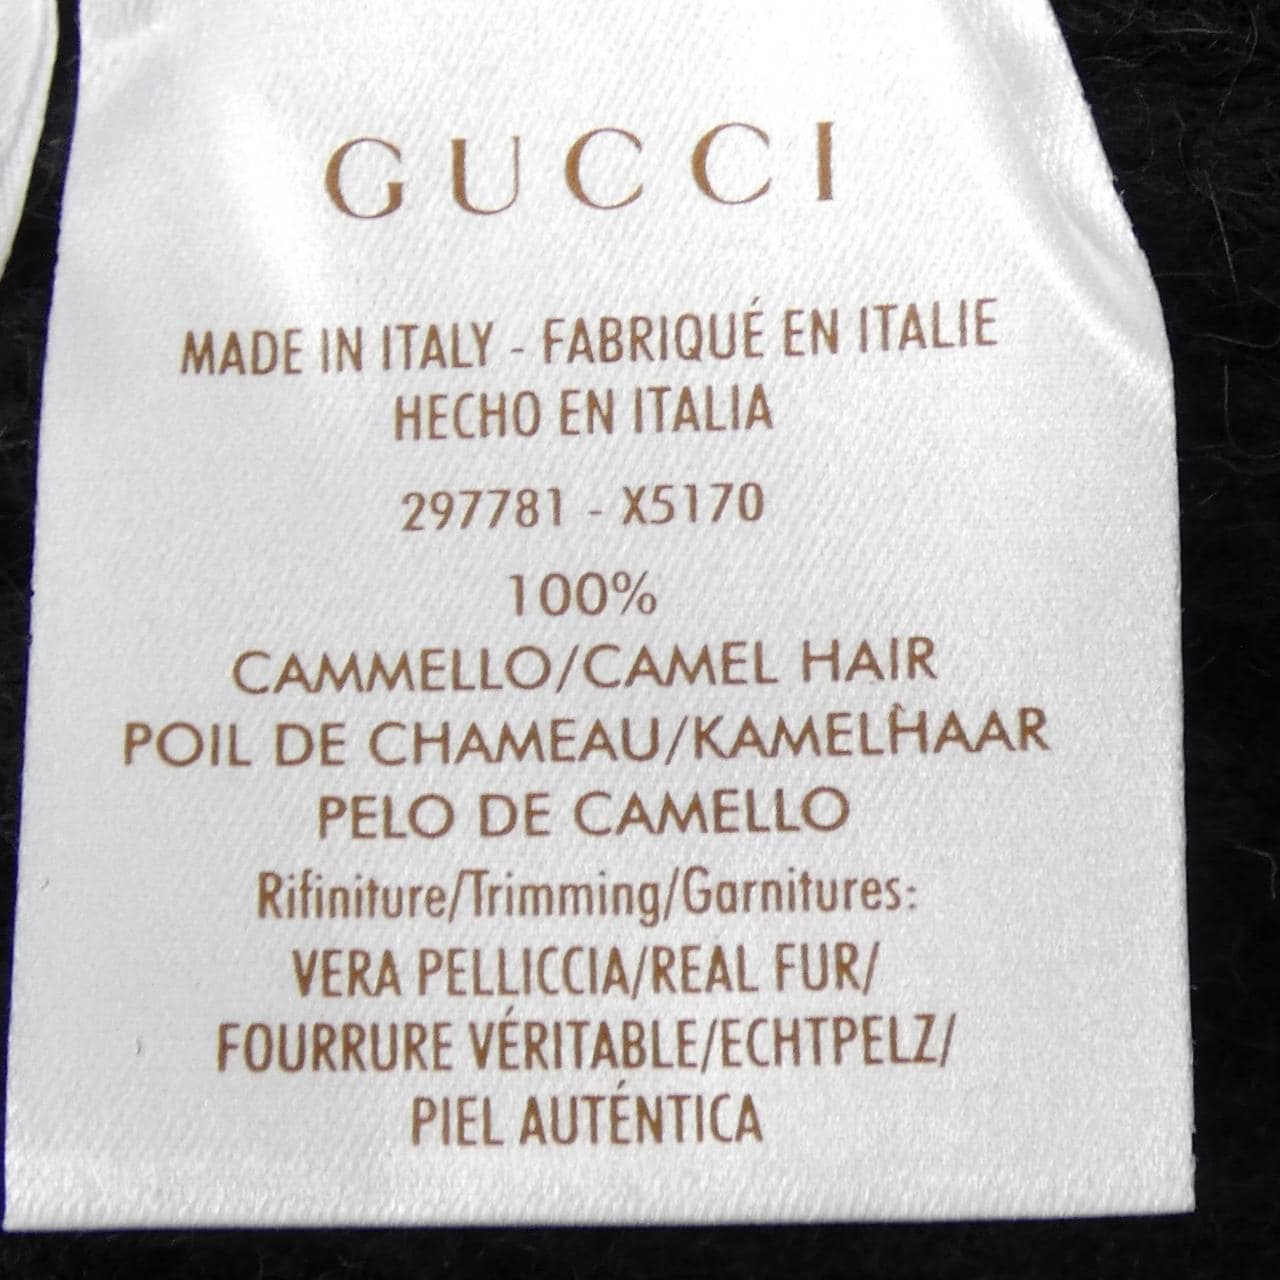 GUCCI
MADE IN ITALY - FABRIQUÉ EN ITALIE
HECHO EN ITALIA
297781 - X5170
100%
CAMMELLO/CAMEL HAIR
POIL DE CHAMEAU/KAMELHAAR
PELO DE CAMELLO
Rifiniture/Trimming/Garnitures:
VERA PELLICCIA/REAL FUR/
FOURRURE VÉRITABLE/ECHTPELZ/
PIEL AUTÉNTICA